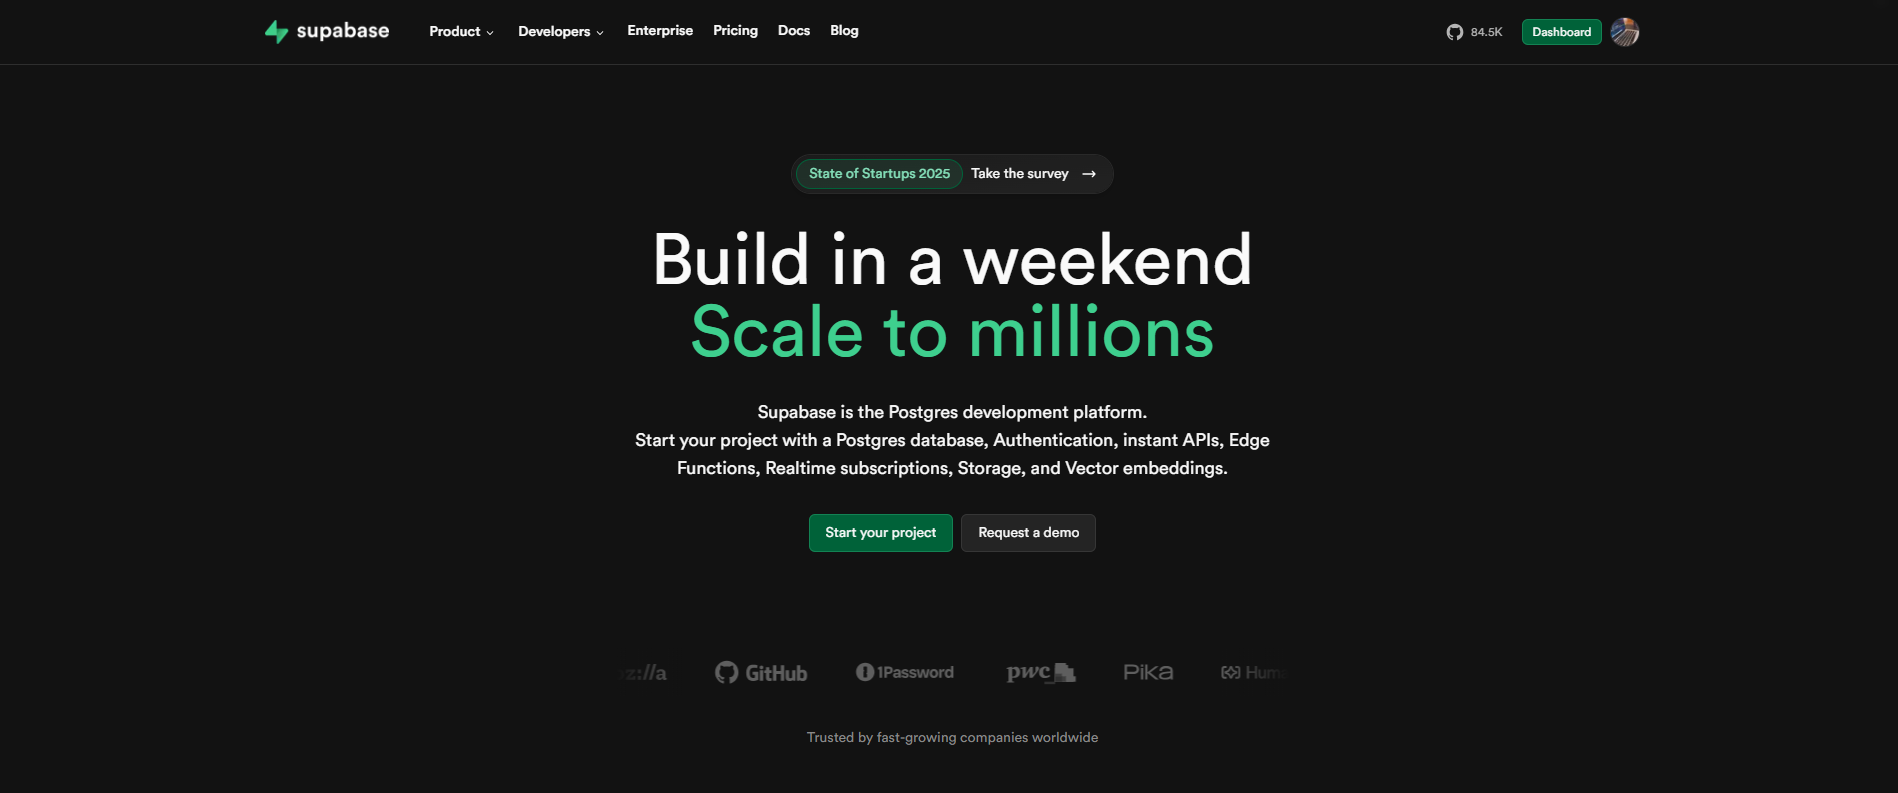 supabase
Product
Developers
Enterprise
Pricing
Docs
Blog
84.5K
Dashboard
State of Startups 2025 Take the survey →
Build in a weekend
Scale to millions
Supabase is the Postgres development platform.
Start your project with a Postgres database, Authentication, instant APIs, Edge
Functions, Realtime subscriptions, Storage, and Vector embeddings.
Start your project
Request a demo
z://a
GitHub
1Password
pwc
Pika
Huma
Trusted by fast-growing companies worldwide